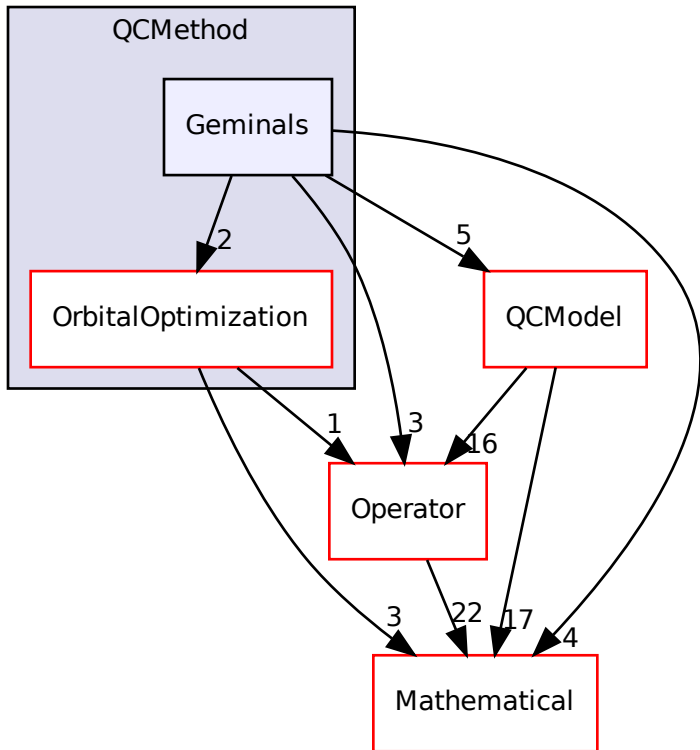 QCMethod
Geminals
2
5
OrbitalOptimization
QCModel
1
3
16
Operator
3
22
17
4
Mathematical